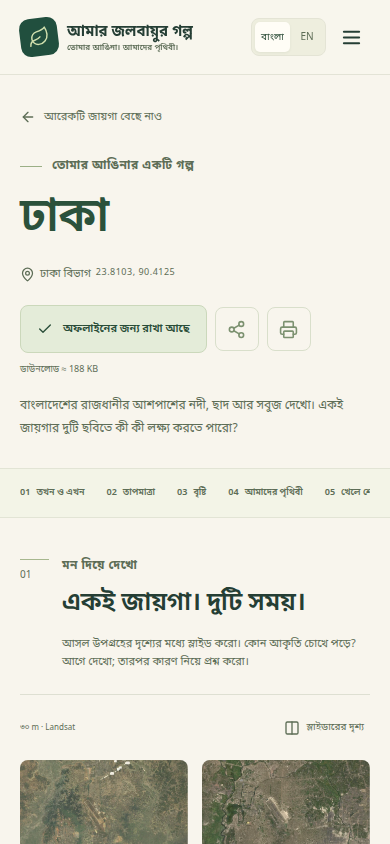 আমার জলবায়ুর গল্প
তোমার আঙিনা। আমাদের পৃথিবী।
বাংলা EN
আরেকটি জায়গা বেছে নাও
তোমার আঙিনার একটি গল্প
ঢাকা
ঢাকা বিভাগ 23.8103, 90.4125
অফলাইনের জন্য রাখা আছে
ডাউনলোড ≈ 188 KB
বাংলাদেশের রাজধানীর আশপাশের নদী, ছাদ আর সবুজ দেখো। একই
জায়গার দুটি ছবিতে কী কী লক্ষ্য করতে পারো?
01 তখন ও এখন 02 তাপমাত্রা 03 বৃষ্টি 04 আমাদের পৃথিবী 05 খেলে
01
মন দিয়ে দেখো
একই জায়গা। দুটি সময়।
আসল উপগ্রহের দৃশ্যের মধ্যে স্লাইড করো। কোন আকৃতি চোখে পড়ে?
আগে দেখো; তারপর কারণ নিয়ে প্রশ্ন করো।
৩০ m · Landsat
স্লাইডারের দৃশ্য